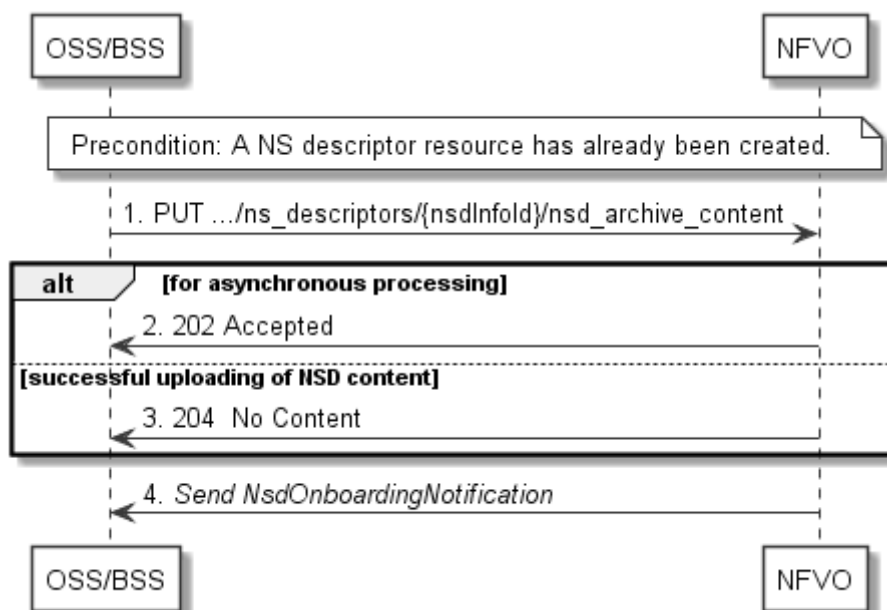 OSS/BSS
NFVO
Precondition: A NS descriptor resource has already been created.
1. PUT .../ns_descriptors/{nsdInfoId}/nsd_archive_content
alt
[for asynchronous processing]
2. 202 Accepted
[successful uploading of NSD content]
3. 204  No Content
4. Send NsdOnboardingNotification
OSS/BSS
NFVO